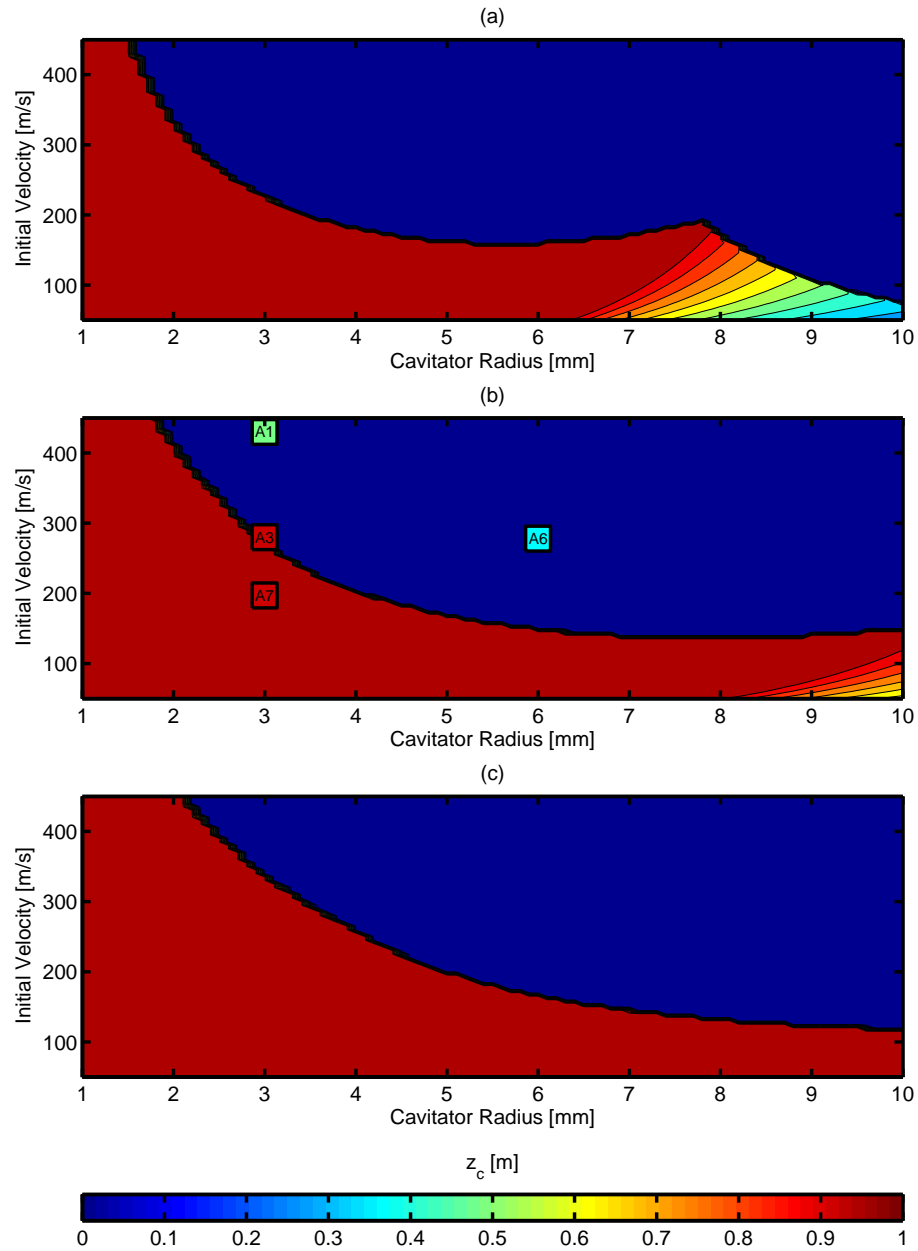 (a)
Initial Velocity [m/s]
400
300
200
100
1 2 3 4 5 6 7 8 9 10
Cavitator Radius [mm]
(b)
Initial Velocity [m/s]
400
300
200
100
A1
A3
A6
A7
1 2 3 4 5 6 7 8 9 10
Cavitator Radius [mm]
(c)
Initial Velocity [m/s]
400
300
200
100
1 2 3 4 5 6 7 8 9 10
Cavitator Radius [mm]
z_c [m]
0 0.1 0.2 0.3 0.4 0.5 0.6 0.7 0.8 0.9 1